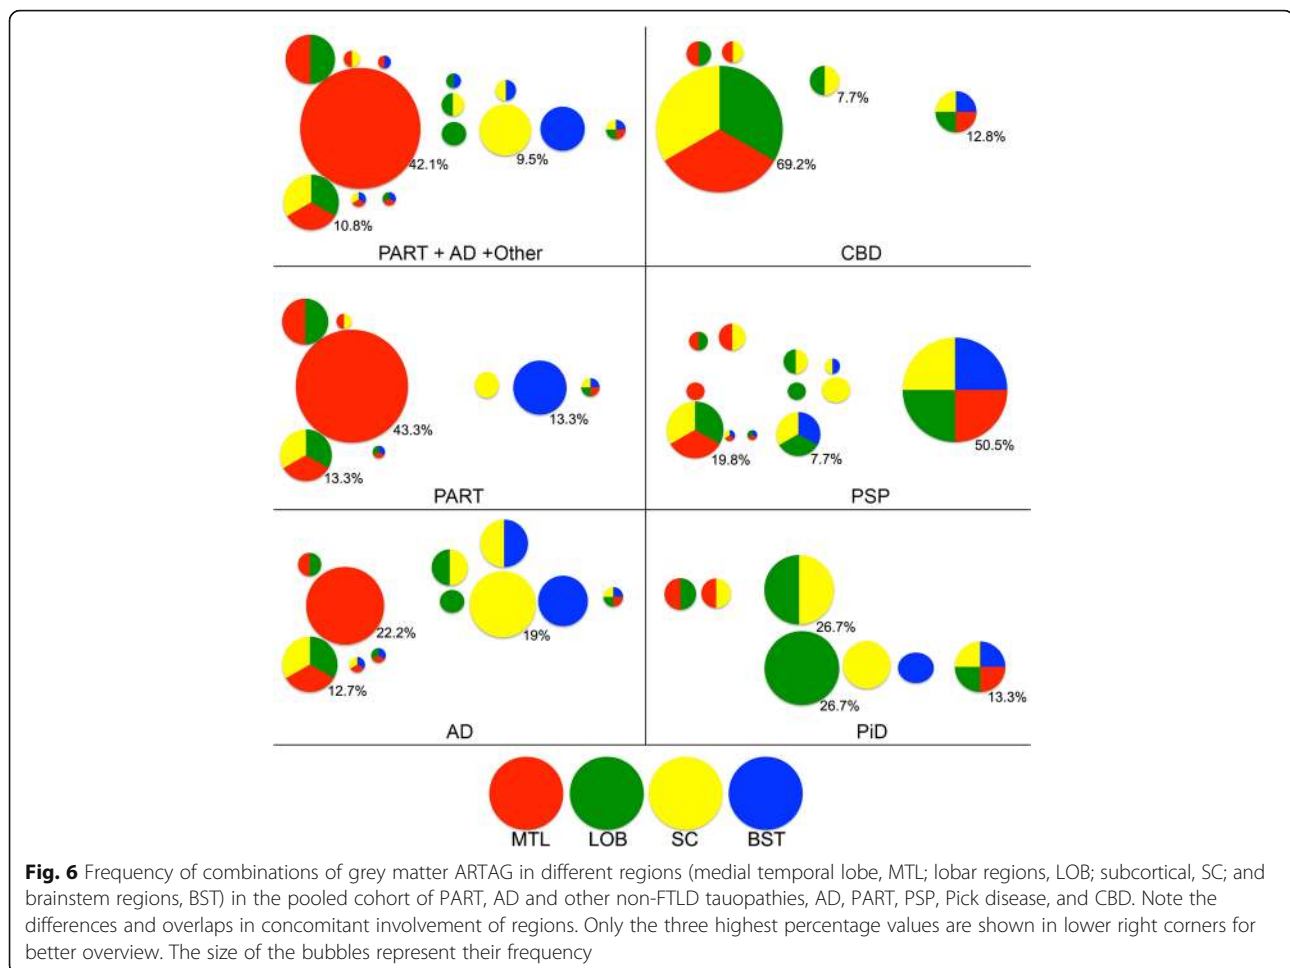 42.1%
9.5%
10.8%
PART + AD +Other
7.7%
12.8%
69.2%
CBD
43.3%
13.3%
13.3%
PART
50.5%
19.8%
7.7%
PSP
22.2%
19%
12.7%
AD
26.7%
26.7%
13.3%
PiD
MTL LOB SC BST
Fig. 6 Frequency of combinations of grey matter ARTAG in different regions (medial temporal lobe, MTL; lobar regions, LOB; subcortical, SC; and
brainstem regions, BST) in the pooled cohort of PART, AD and other non-FTLD tauopathies, AD, PART, PSP, Pick disease, and CBD. Note the
differences and overlaps in concomitant involvement of regions. Only the three highest percentage values are shown in lower right corners for
better overview. The size of the bubbles represent their frequency